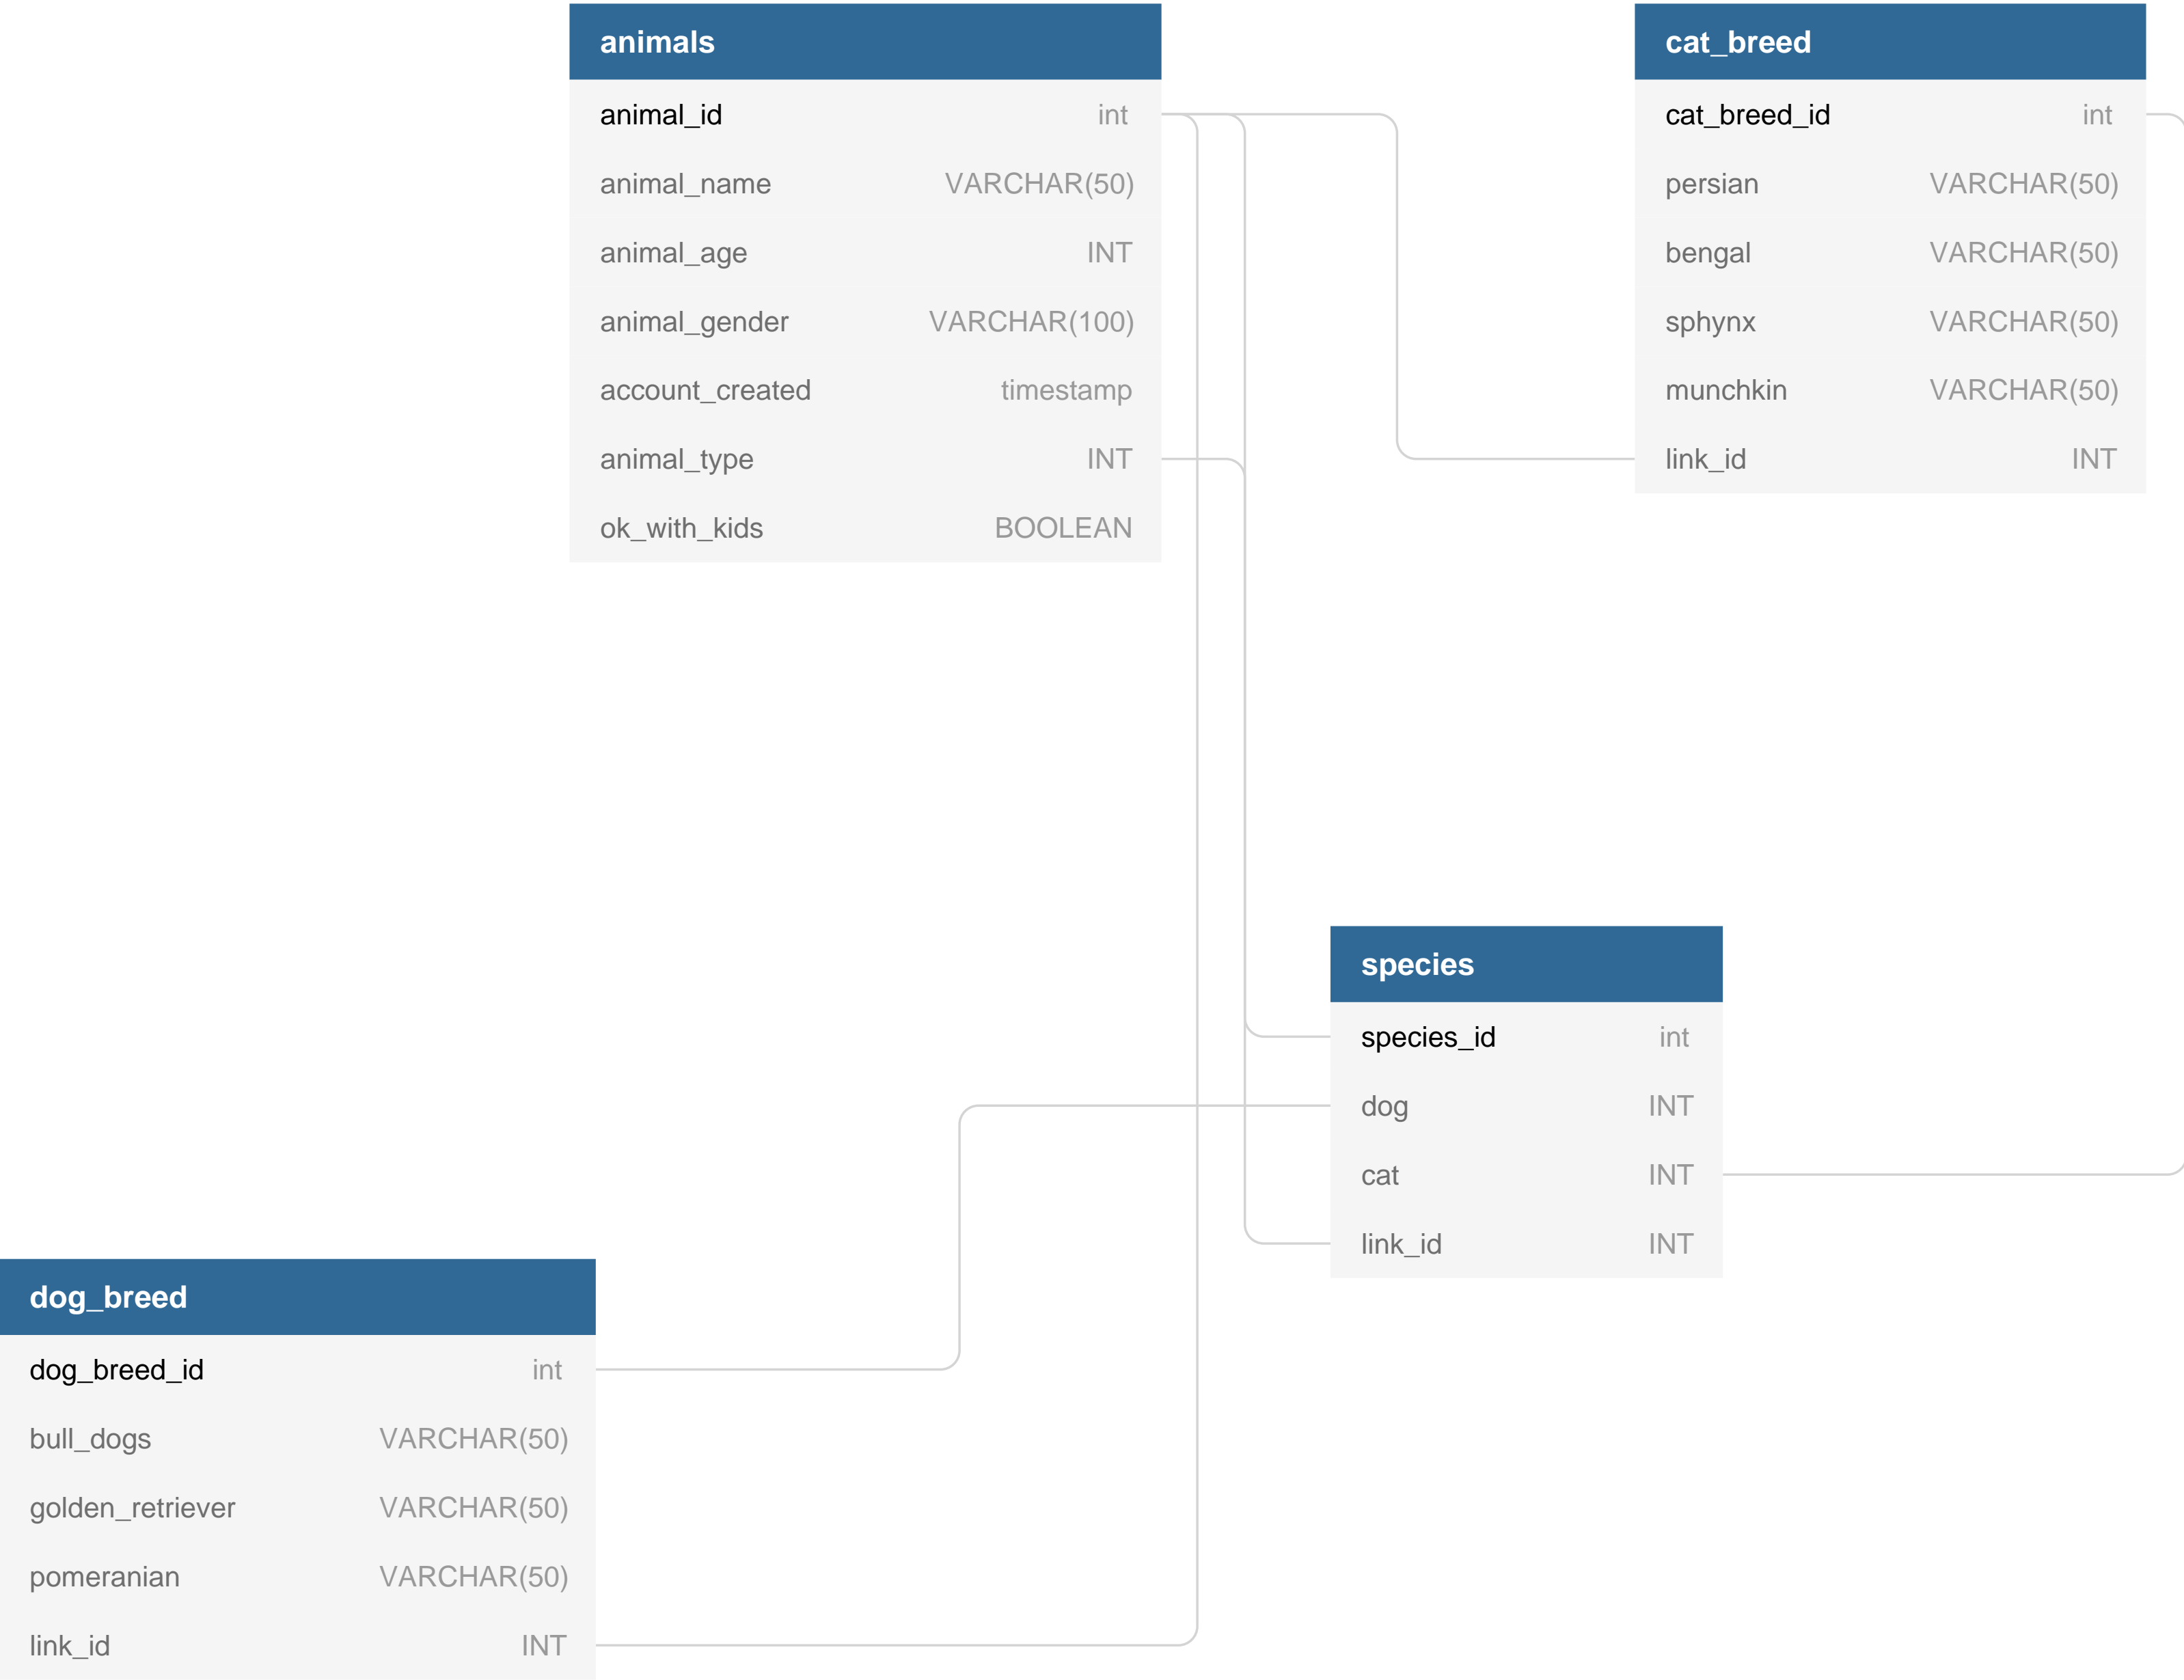 animals
animal_id int
animal_name VARCHAR(50)
animal_age INT
animal_gender VARCHAR(100)
account_created timestamp
animal_type INT
ok_with_kids BOOLEAN
cat_breed
cat_breed_id int
persian VARCHAR(50)
bengal VARCHAR(50)
sphynx VARCHAR(50)
munchkin VARCHAR(50)
link_id INT
species
species_id int
dog INT
cat INT
link_id INT
dog_breed
dog_breed_id int
bull_dogs VARCHAR(50)
golden_retriever VARCHAR(50)
pomeranian VARCHAR(50)
link_id INT